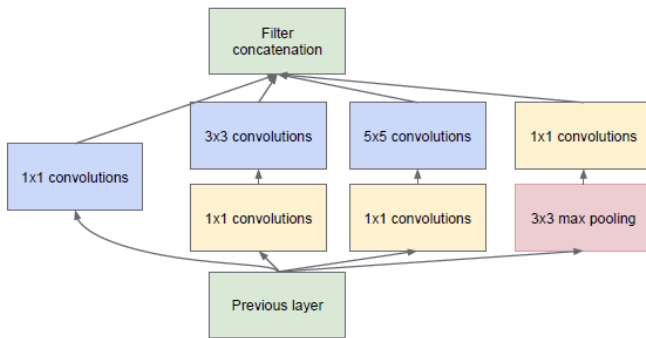 Filter
concatenation
3x3 convolutions
5x5 convolutions
1x1 convolutions
1x1 convolutions
1x1 convolutions
1x1 convolutions
3x3 max pooling
Previous layer